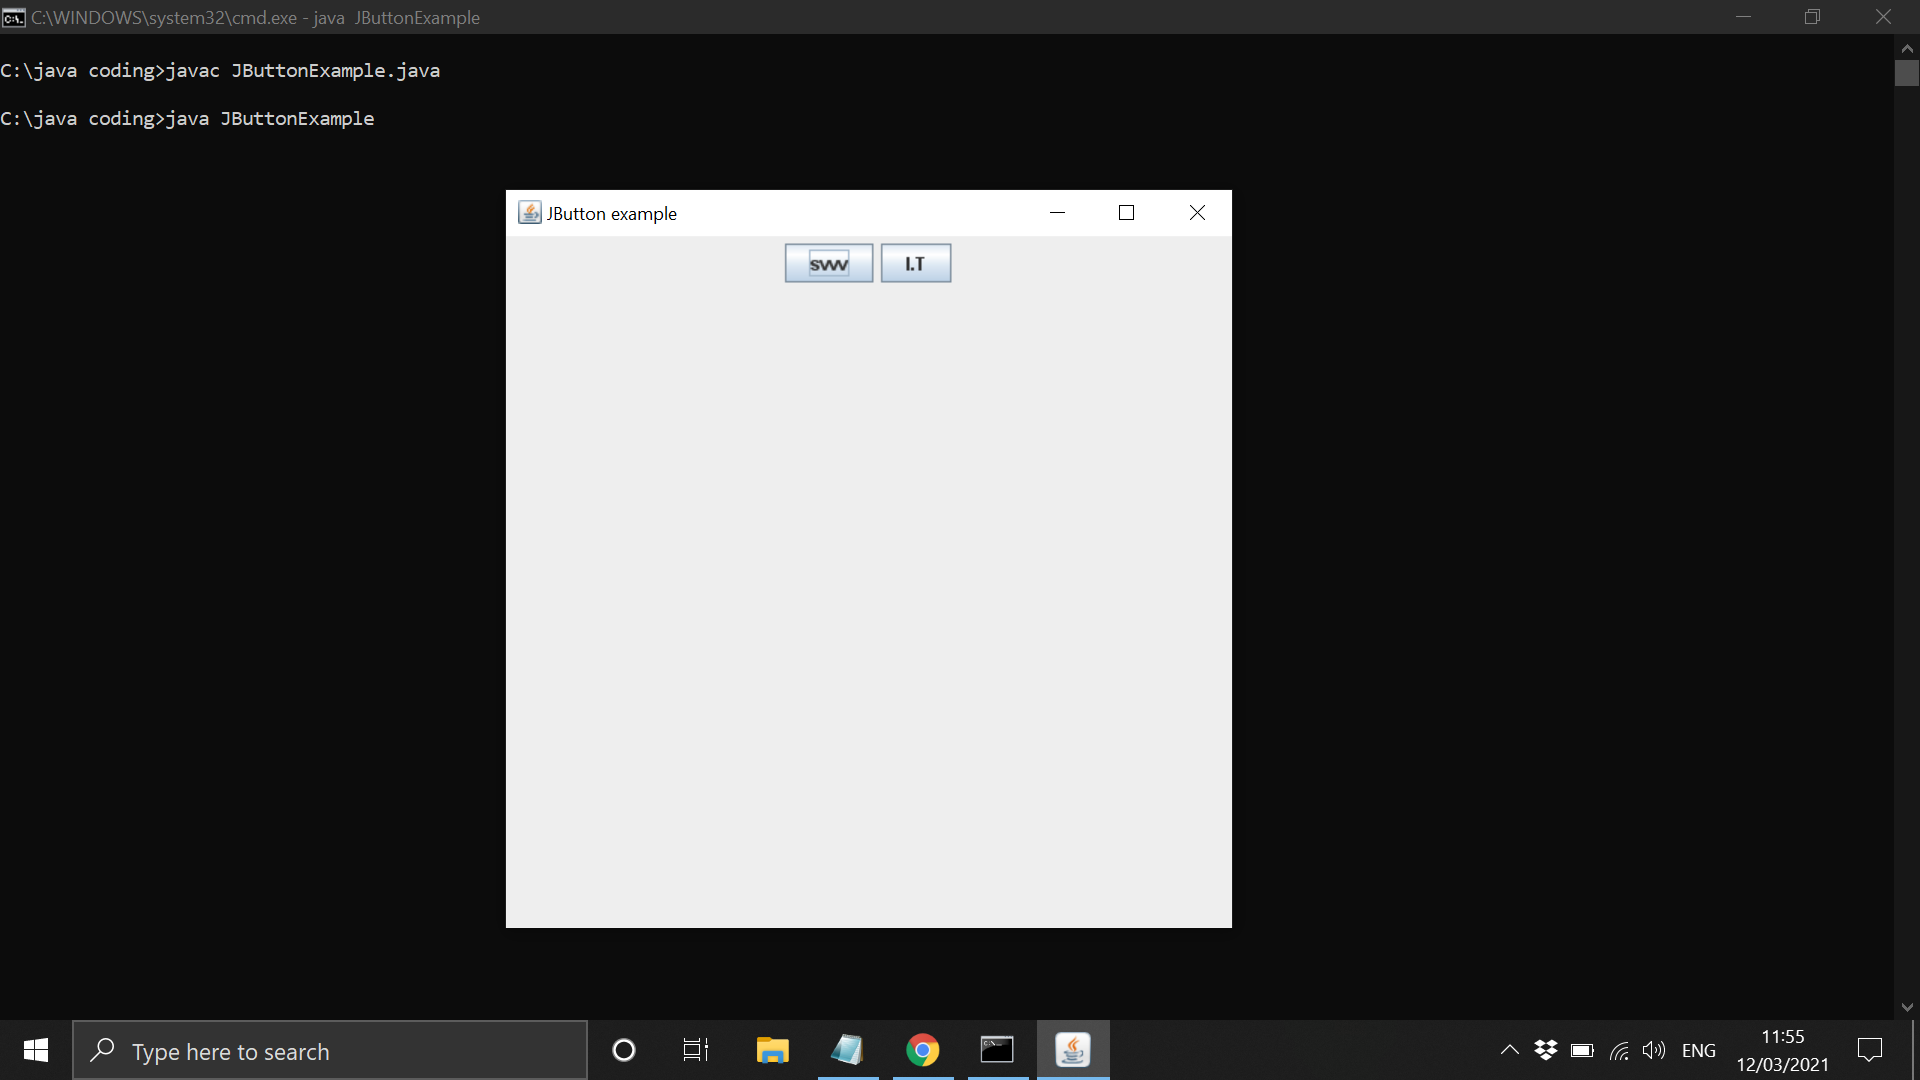 C:\WINDOWS\system32\cmd.exe - java  JButtonExample
C:\java coding>javac JButtonExample.java
C:\java coding>java JButtonExample
JButton example
svvv I.T
Type here to search
ENG
11:55
12/03/2021